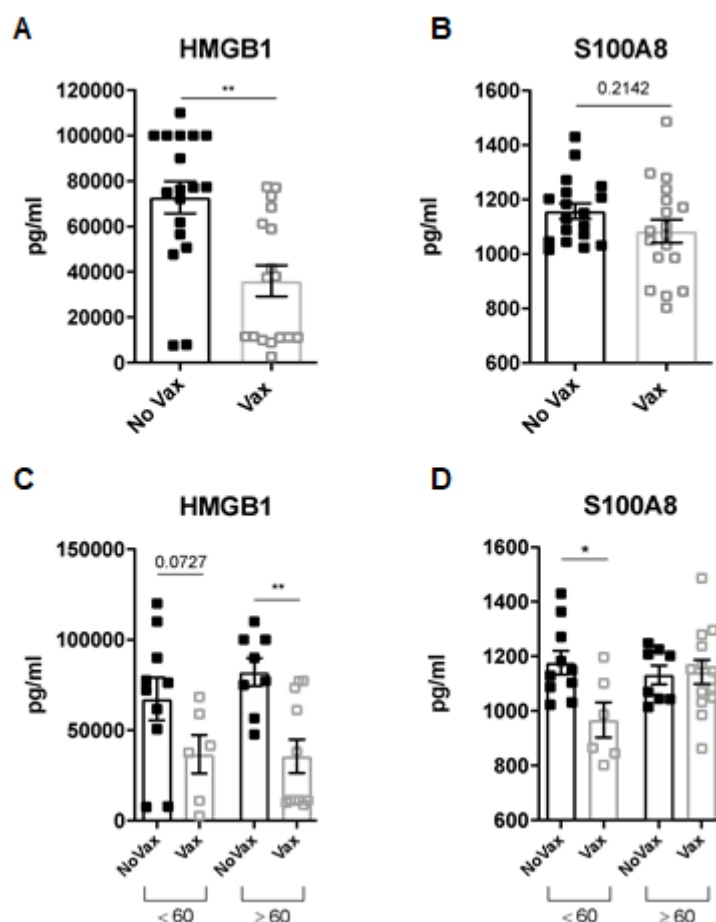 A
HMGB1
**
120000
100000
80000
60000
40000
20000
0
pg/ml
No Vax
Vax
B
S100A8
0.2142
1600
1400
1200
1000
800
600
pg/ml
No Vax
Vax
C
HMGB1
0.0727
**
150000
100000
50000
0
pg/ml
NoVax
Vax
NoVax
Vax
< 60
> 60
D
S100A8
*
1600
1400
1200
1000
800
600
pg/ml
NoVax
Vax
NoVax
Vax
< 60
> 60